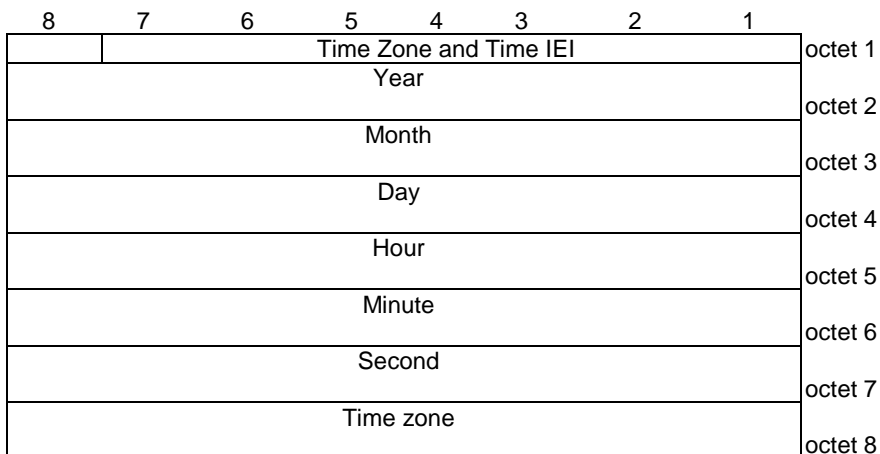 8 7 6 5 4 3 2 1
Time Zone and Time IEI octet 1
Year
octet 2
Month
octet 3
Day
octet 4
Hour
octet 5
Minute
octet 6
Second
octet 7
Time zone
octet 8